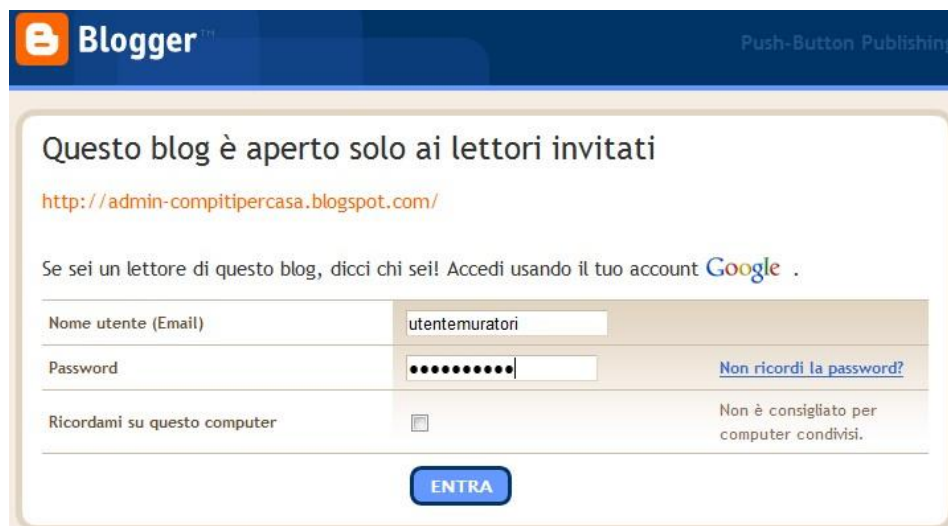 Blogger™
Push-Button Publishing
Questo blog è aperto solo ai lettori invitati
http://admin-compitipercasa.blogspot.com/
Se sei un lettore di questo blog, dicci chi sei! Accedi usando il tuo account Google .
Nome utente (Email) utentemuratori
Password ●●●●●●●●●● Non ricordi la password?
Ricordami su questo computer Non è consigliato per
computer condivisi.
ENTRA